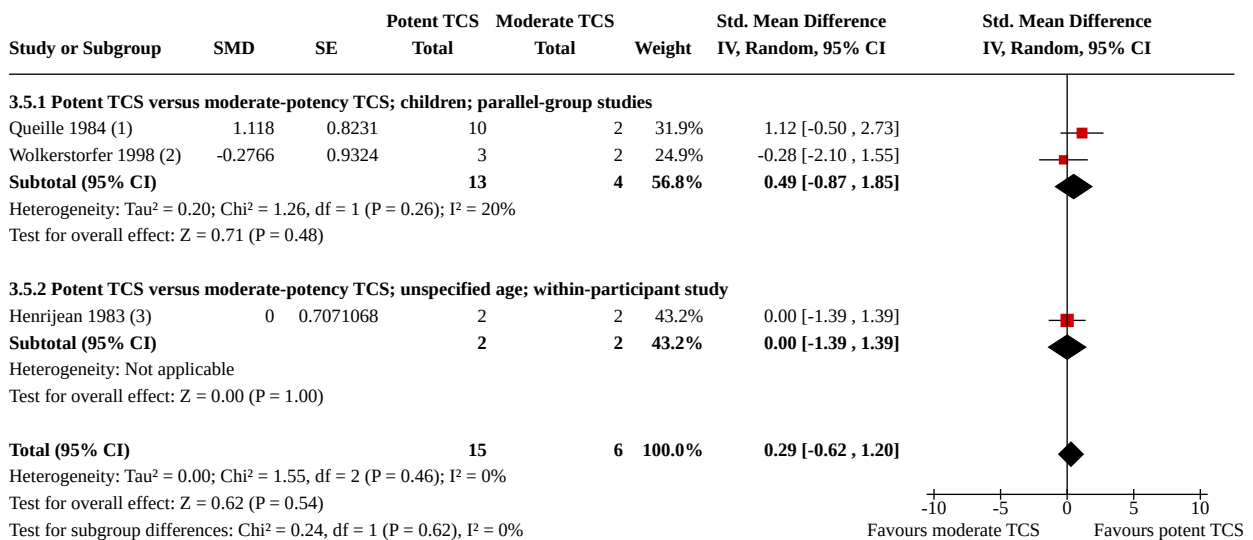 Potent TCS Moderate TCS Std. Mean Difference Std. Mean Difference
Study or Subgroup SMD SE Total Total Weight IV, Random, 95% CI IV, Random, 95% CI
3.5.1 Potent TCS versus moderate-potency TCS; children; parallel-group studies
Queille 1984 (1) 1.118 0.8231 10 2 31.9% 1.12 [-0.50 , 2.73]
Wolkerstorfer 1998 (2) -0.2766 0.9324 3 2 24.9% -0.28 [-2.10 , 1.55]
Subtotal (95% CI) 13 4 56.8% 0.49 [-0.87 , 1.85]
Heterogeneity: Tau² = 0.20; Chi² = 1.26, df = 1 (P = 0.26); I² = 20%
Test for overall effect: Z = 0.71 (P = 0.48)
3.5.2 Potent TCS versus moderate-potency TCS; unspecified age; within-participant study
Henrijean 1983 (3) 0 0.7071068 2 2 43.2% 0.00 [-1.39 , 1.39]
Subtotal (95% CI) 2 2 43.2% 0.00 [-1.39 , 1.39]
Heterogeneity: Not applicable
Test for overall effect: Z = 0.00 (P = 1.00)
Total (95% CI) 15 6 100.0% 0.29 [-0.62 , 1.20]
Heterogeneity: Tau² = 0.00; Chi² = 1.55, df = 2 (P = 0.46); I² = 0%
Test for overall effect: Z = 0.62 (P = 0.54)
-10 -5 0 5 10
Test for subgroup differences: Chi² = 0.24, df = 1 (P = 0.62), I² = 0% Favours moderate TCS Favours potent TCS